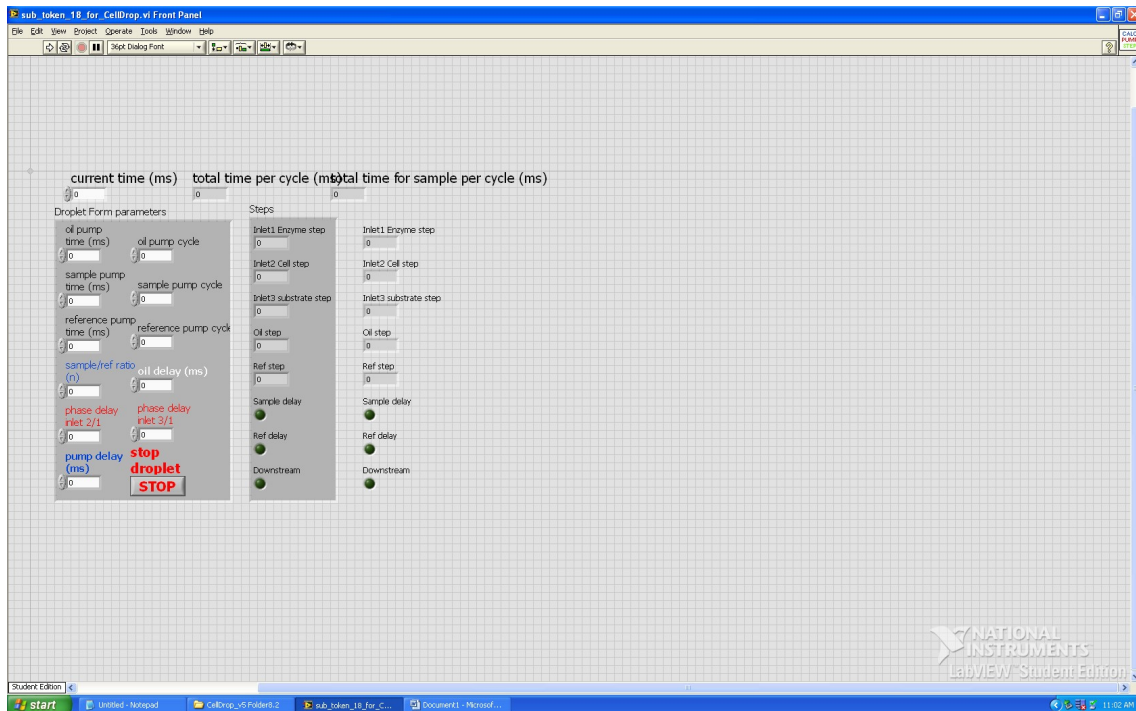 sub_token_18_for_CellDrop.vi Front Panel
File Edit View Project Operate Tools Window Help
36pt Dialog Font
CALC
PUMP
STEP
current time (ms)
total time per cycle (ms)
total time for sample per cycle (ms)
0
0
0
Droplet Form parameters
oil pump
time (ms)
0
oil pump cycle
0
sample pump
time (ms)
0
sample pump cycle
0
reference pump
time (ms)
0
reference pump cycle
0
sample/ref ratio
(n)
0
oil delay (ms)
0
phase delay
inlet 2/1
0
phase delay
inlet 3/1
0
pump delay
(ms)
0
stop
droplet
STOP
Steps
Inlet1 Enzyme step
0
Inlet2 Cell step
0
Inlet3 substrate step
0
Oil step
0
Ref step
0
Sample delay
Ref delay
Downstream
Inlet1 Enzyme step
0
Inlet2 Cell step
0
Inlet3 substrate step
0
Oil step
0
Ref step
0
Sample delay
Ref delay
Downstream
NATIONAL
INSTRUMENTS
LabVIEW™ Student Edition
Student Edition
start
Untitled - Notepad
CellDrop_v5 Folder8.2
sub_token_18_for_C...
Document1 - Microsof...
11:02 AM